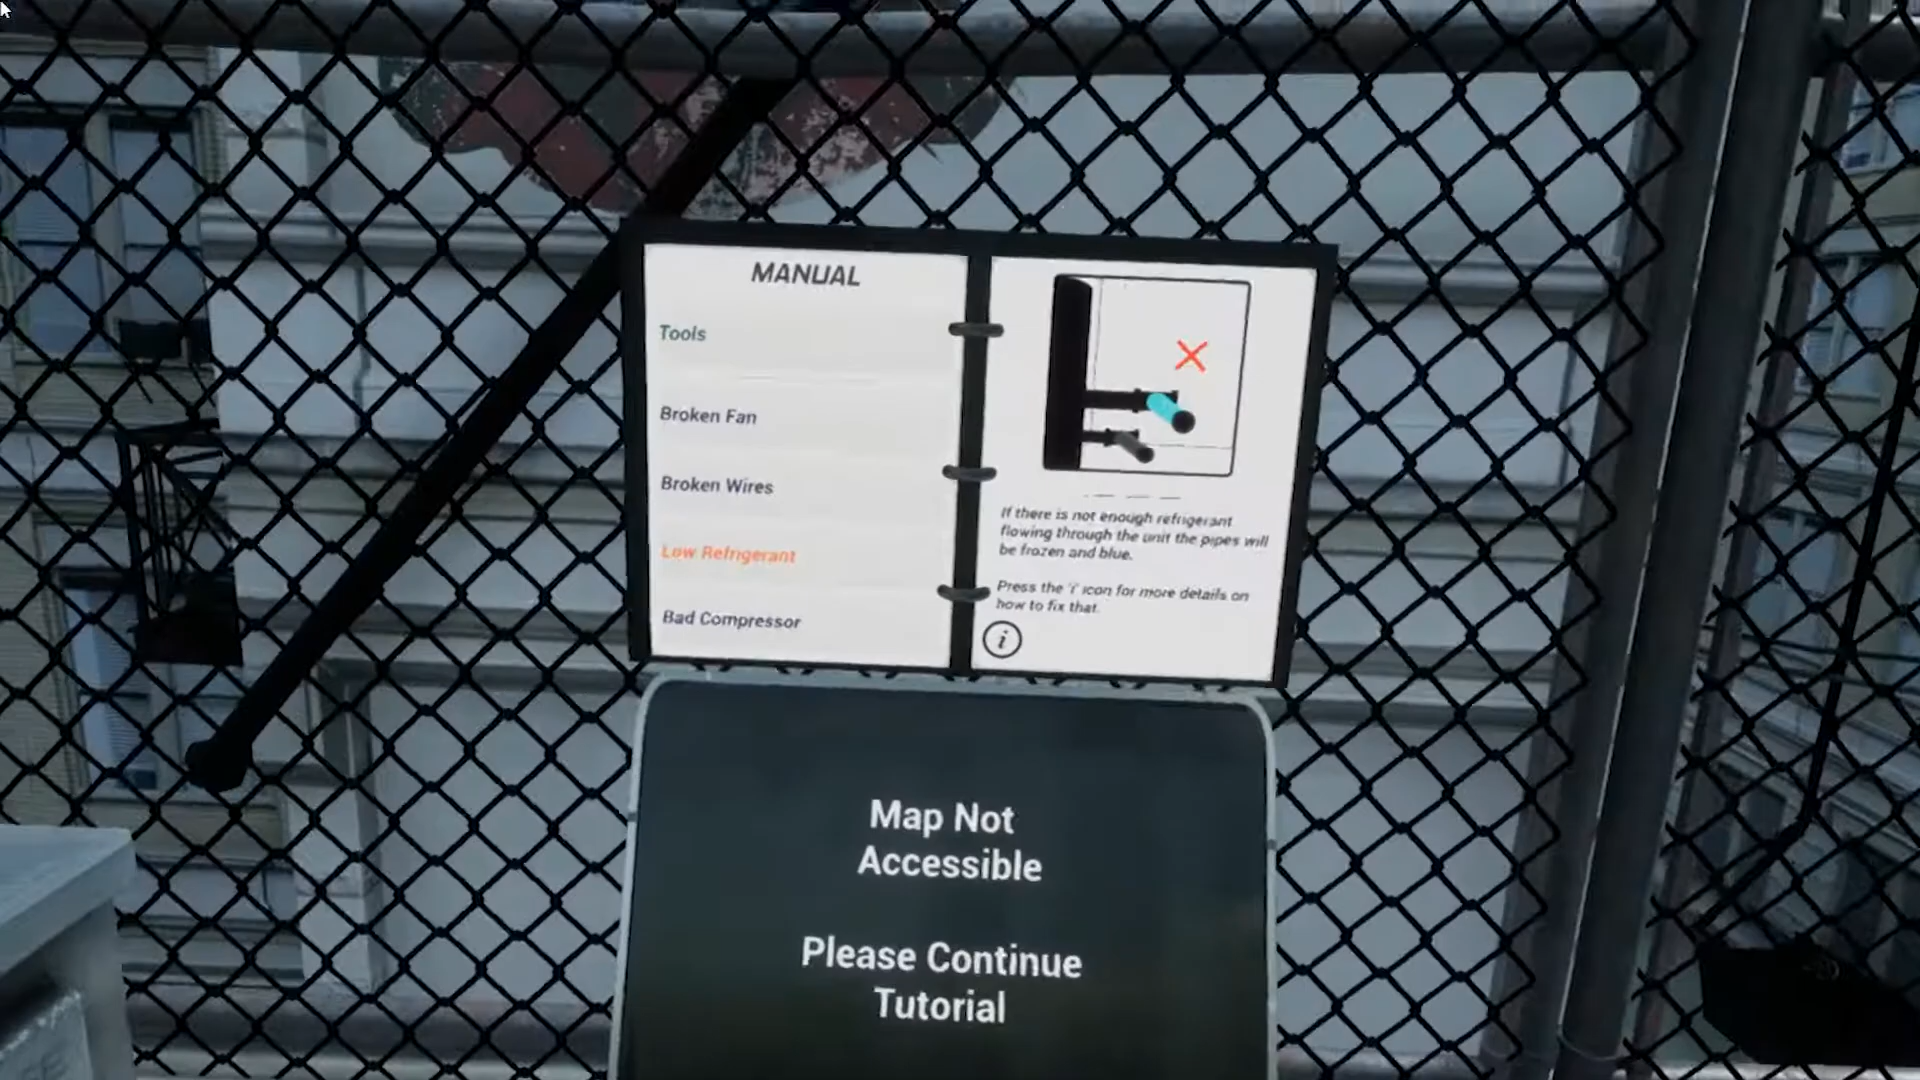 MANUAL
Tools
Broken Fan
Broken Wires
Low Refrigerant
Bad Compressor
If there is not enough refrigerant
flowing through the unit the pipes will
be frozen and blue.
Press the 'i' icon for more details on
how to fix that.
i
Map Not
Accessible
Please Continue
Tutorial